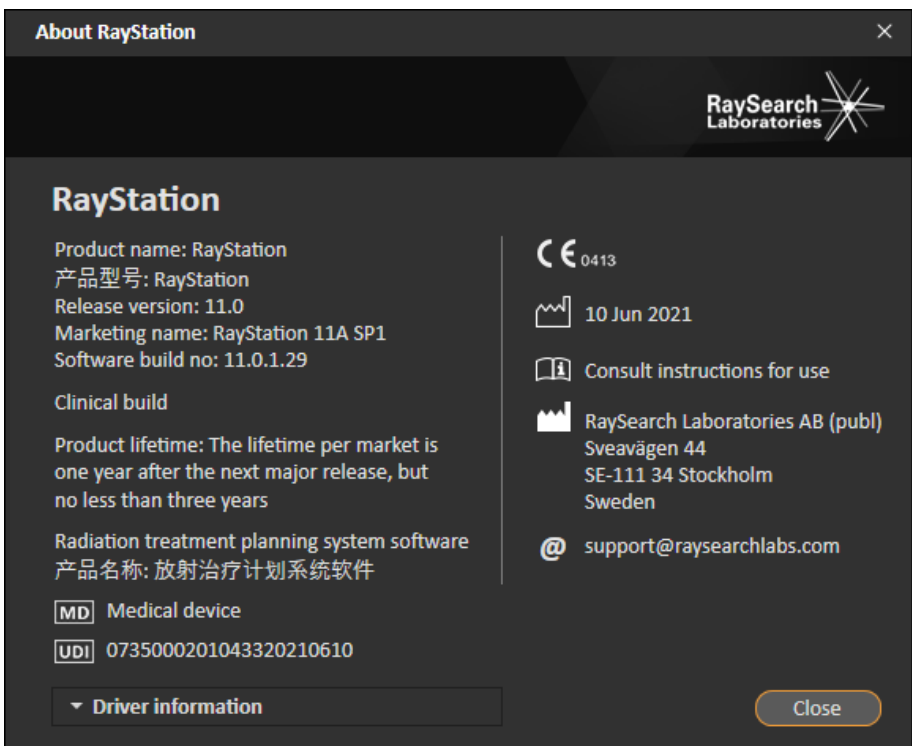 About RayStation
RaySearch
Laboratories
RayStation
Product name: RayStation
产品型号: RayStation
Release version: 11.0
Marketing name: RayStation 11A SP1
Software build no: 11.0.1.29
Clinical build
Product lifetime: The lifetime per market is
one year after the next major release, but
no less than three years
Radiation treatment planning system software
产品名称: 放射治疗计划系统软件
MD Medical device
UDI 0735000201043320210610
Driver information
CE 0413
10 Jun 2021
Consult instructions for use
RaySearch Laboratories AB (publ)
Sveavägen 44
SE-111 34 Stockholm
Sweden
@ support@raysearchlabs.com
Close